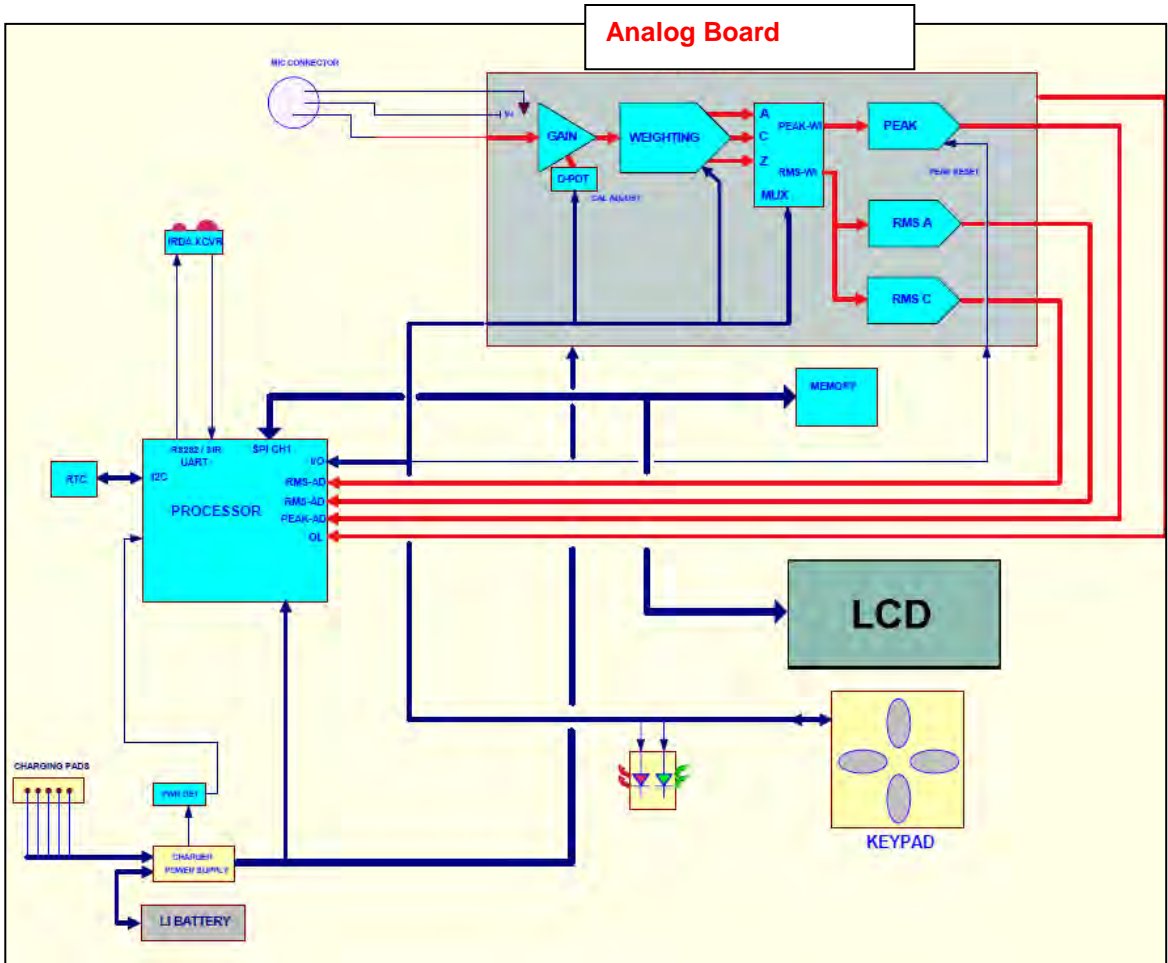 Analog Board
MIC CONNECTOR
GAIN
WEIGHTING
A
C
Z
PEAK-WI
RMS-WI
MUX
PEAK
D-POT
CAL ADJUST
PEAK RESET
RMS A
RMS C
IRDA XCVR
MEMORY
RS232 / SIR
UART
SPI CH1
I/O
RTC
I2C
RMS-AD
RMS-AD
PROCESSOR
PEAK-AD
OL
LCD
CHARGING PADS
PWR DET
CHARGER
POWER SUPPLY
LI BATTERY
KEYPAD